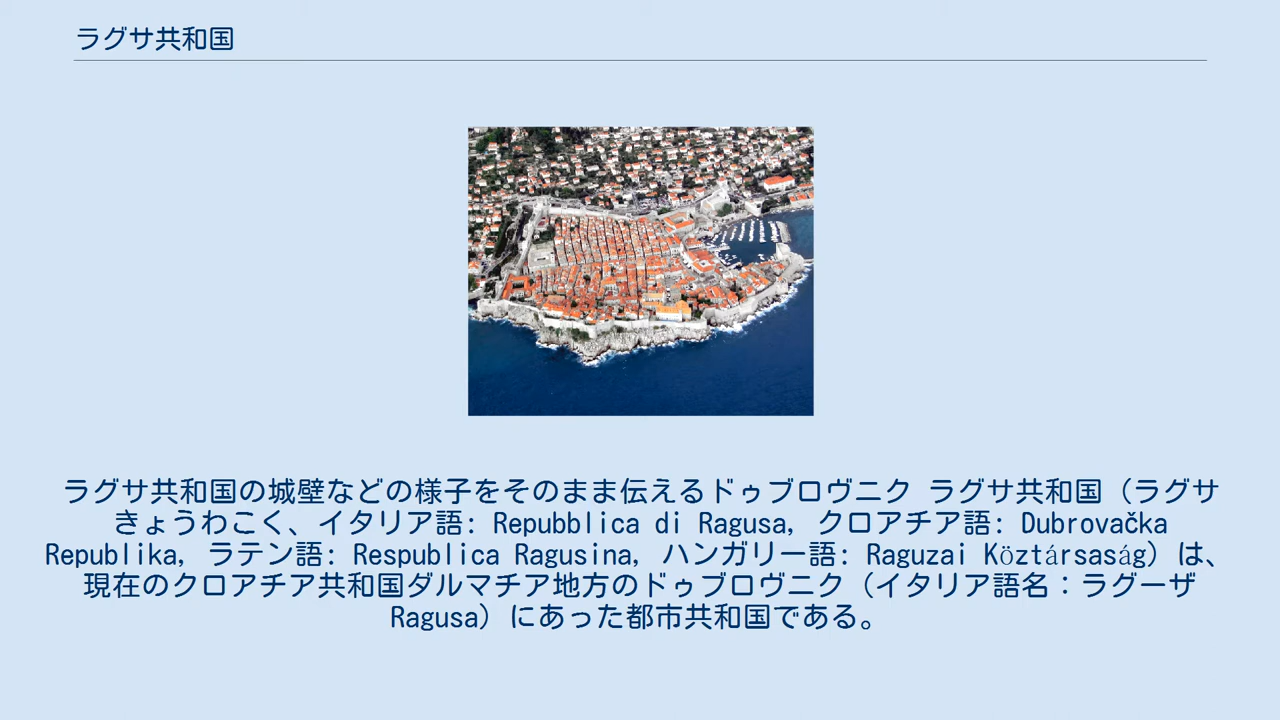 ラグサ共和国
ラグサ共和国の城壁などの様子をそのまま伝えるドゥブロヴニク ラグサ共和国（ラグサ
きょうわこく、イタリア語: Repubblica di Ragusa, クロアチア語: Dubrovačka
Republika, ラテン語: Respublica Ragusina, ハンガリー語: Raguzai Köztársaság）は、
現在のクロアチア共和国ダルマチア地方のドゥブロヴニク（イタリア語名：ラグーザ
Ragusa）にあった都市共和国である。